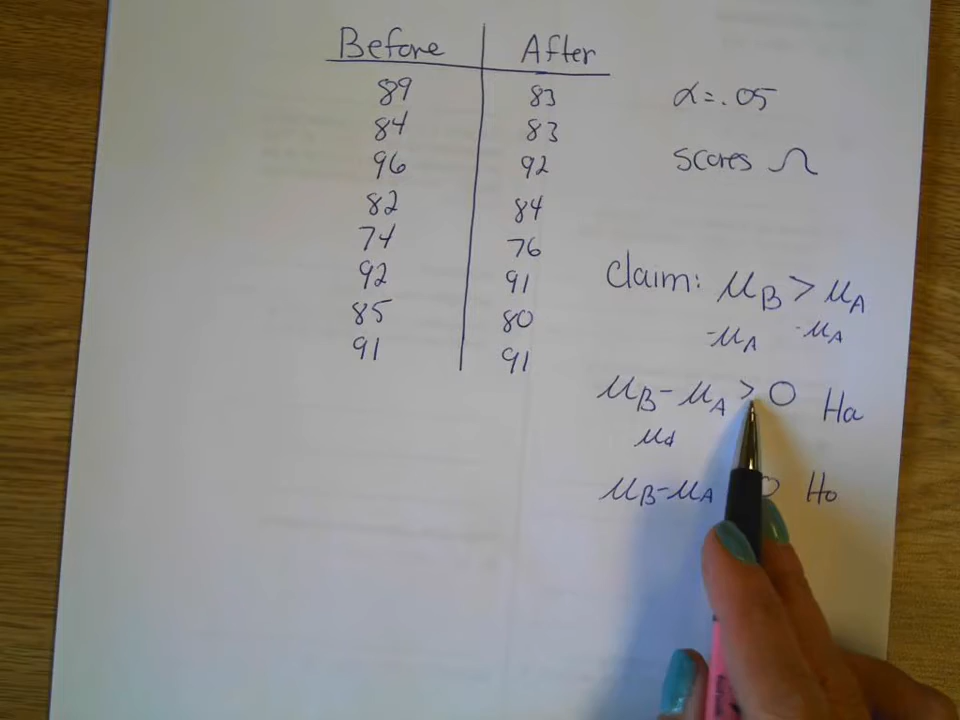 Before After
89 83
84 83
96 92
82 84
74 76
92 91
85 80
91 91
α = .05
scores
Claim: μB > μA
-μA -μA
μB - μA > 0 Ha
μd
μB - μA 0 Ho